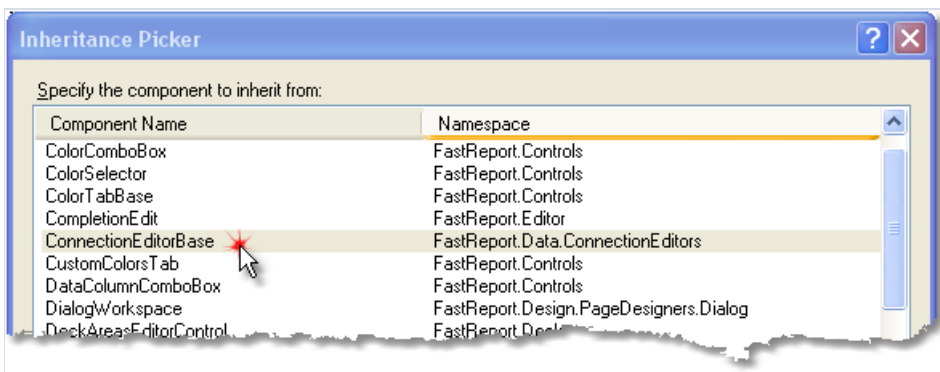 Inheritance Picker
Specify the component to inherit from:
Component Name Namespace
ColorComboBox FastReport.Controls
ColorSelector FastReport.Controls
ColorTabBase FastReport.Controls
CompletionEdit FastReport.Editor
ConnectionEditorBase FastReport.Data.ConnectionEditors
CustomColorsTab FastReport.Controls
DataColumnComboBox FastReport.Controls
DialogWorkspace FastReport.Design.PageDesigners.Dialog
DeckAreasEditorControl